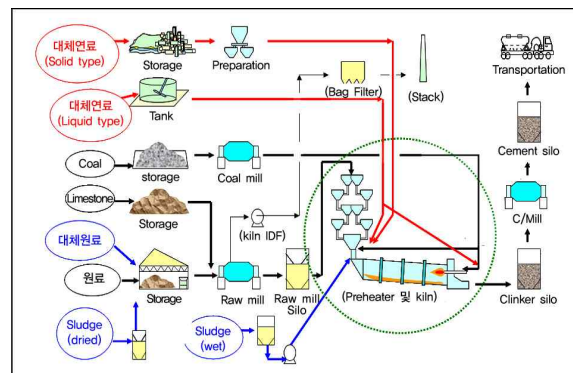 대체연료
(Solid type)
Storage
Preparation
(Bag Filter)
(Stack)
Transportation
대체연료
(Liquid type)
Tank
Coal
storage
Coal mill
Cement silo
Limestone
Storage
(kiln IDF)
C/Mill
대체원료
원료
Storage
Raw mill
Raw mill
Silo
(Preheater 및 kiln)
Clinker silo
Sludge
(dried)
Sludge
(wet)